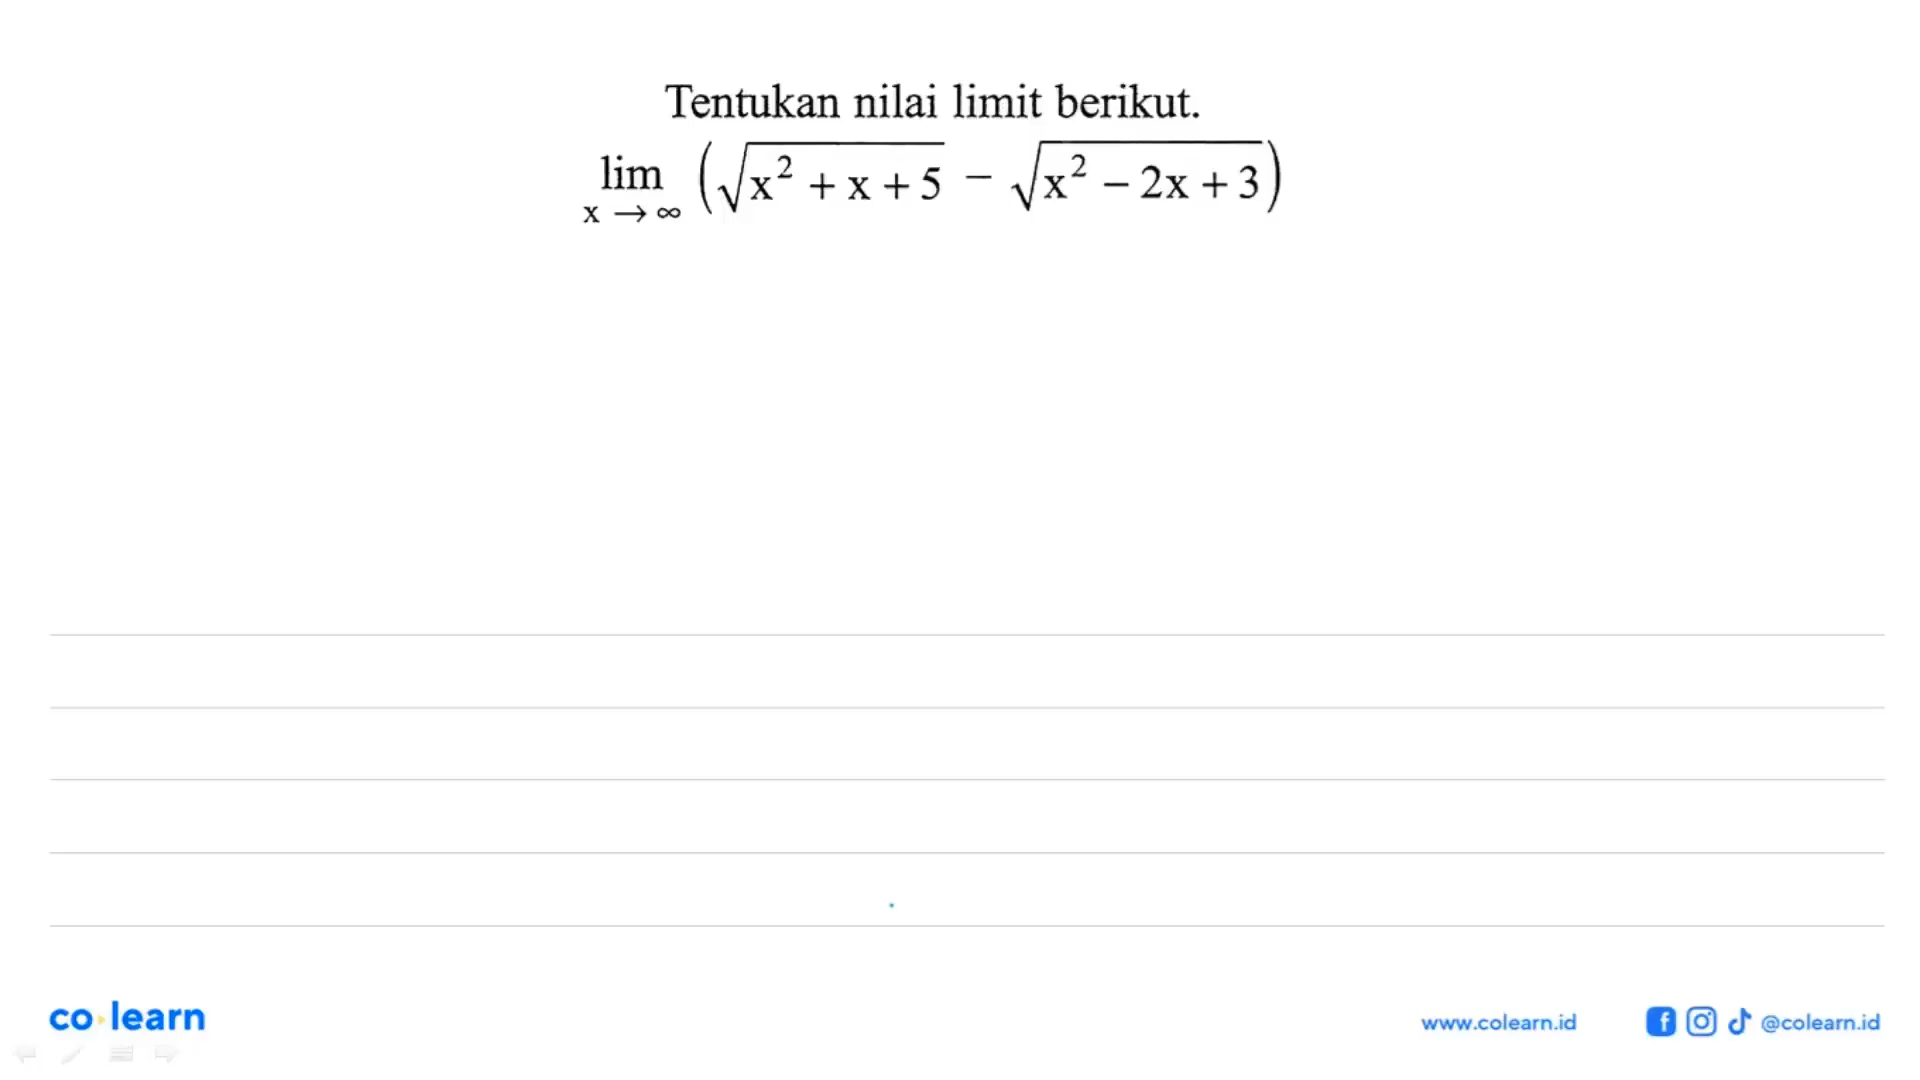 Tentukan nilai limit berikut.
lim x → ∞ (√(x² + x + 5) − √(x² − 2x + 3))
co learn
www.colearn.id
@colearn.id